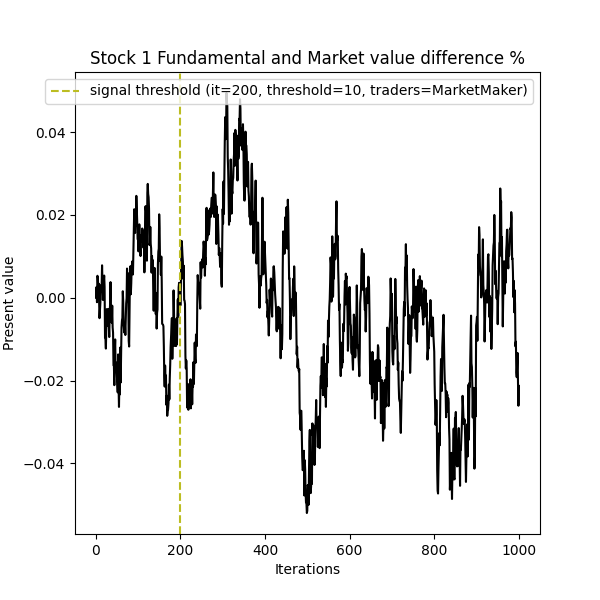 Stock 1 Fundamental and Market value difference %
signal threshold (it=200, threshold=10, traders=MarketMaker)
0.04
0.02
0.00
−0.02
−0.04
Present value
0 200 400 600 800 1000
Iterations